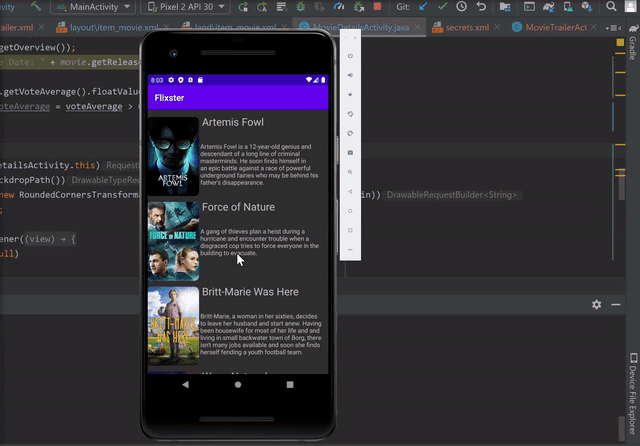 MainActivity
Pixel 2 API 30
Git:
ailer.xml
layout\item_movie.xml
land\item_movie.xml
MovieDetailsActivity.java
secrets.xml
MovieTrailerAct
Gradle
getOverview());
Date: " + movie.getReleas
.getVoteAverage().floatValu
oteAverage = voteAverage >
etailsActivity.this)
ckdropPath())
new RoundedCornersTransforma
in)) DrawableRequestBuilder<String>
ener((view) → {
ull)
8:03
Flixster
Artemis Fowl
Artemis Fowl is a 12-year-old genius and
descendant of a long line of criminal
masterminds. He soon finds himself in
an epic battle against a race of powerful
underground fairies who may be behind his
father's disappearance.
ARTEMIS
FOWL
Force of Nature
A gang of thieves plan a heist during a
hurricane and encounter trouble when a
disgraced cop tries to force everyone in the
building to evacuate.
FORCE OF NATURE
Britt-Marie Was Here
Britt-Marie, a woman in her sixties, decides
to leave her husband and start anew. Having
been housewife for most of her life and and
living in small backwater town of Borg, there
isn't many jobs available and soon she finds
herself fending a youth football team.
BRITT-MARIE
WAS HERE
Device File Explorer